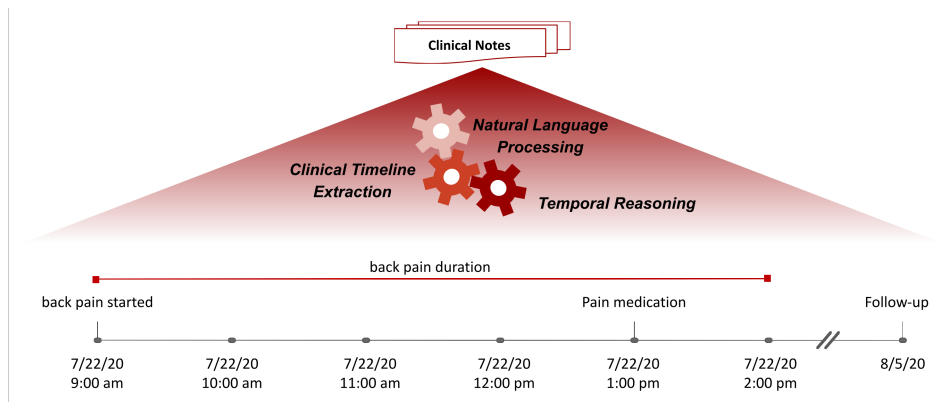 Clinical Notes
Natural Language
Processing
Clinical Timeline
Extraction
Temporal Reasoning
back pain duration
back pain started
Pain medication
Follow-up
7/22/20
9:00 am
7/22/20
10:00 am
7/22/20
11:00 am
7/22/20
12:00 pm
7/22/20
1:00 pm
7/22/20
2:00 pm
8/5/20